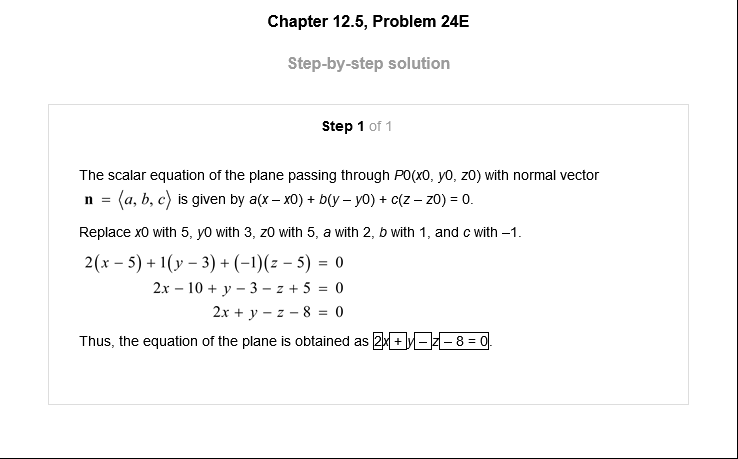 Chapter 12.5, Problem 24E
Step-by-step solution
Step 1 of 1
The scalar equation of the plane passing through P0(x0, y0, z0) with normal vector
n = ⟨a, b, c⟩ is given by a(x – x0) + b(y – y0) + c(z – z0) = 0.
Replace x0 with 5, y0 with 3, z0 with 5, a with 2, b with 1, and c with –1.
2(x – 5) + 1(y – 3) + (–1)(z – 5) = 0
2x – 10 + y – 3 – z + 5 = 0
2x + y – z – 8 = 0
Thus, the equation of the plane is obtained as 2x + y – z – 8 = 0.